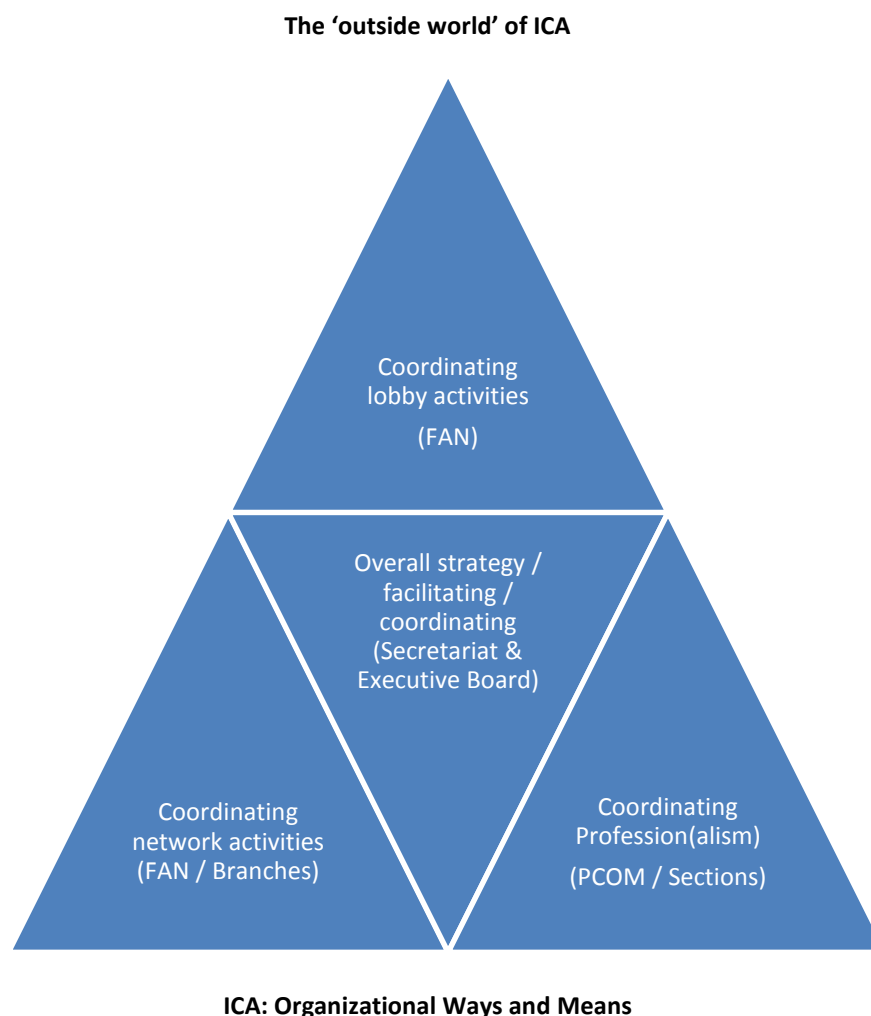 The ‘outside world’ of ICA
Coordinating
lobby activities
(FAN)
Overall strategy /
facilitating /
coordinating
(Secretariat &
Executive Board)
Coordinating
network activities
(FAN / Branches)
Coordinating
Profession(alism)
(PCOM / Sections)
ICA: Organizational Ways and Means